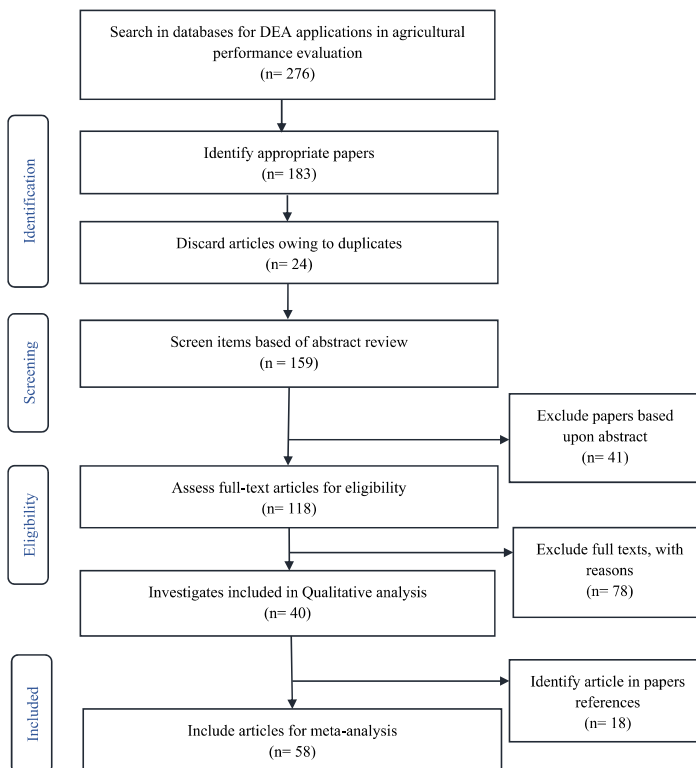 Search in databases for DEA applications in agricultural
performance evaluation
(n= 276)
Identification
Identify appropriate papers
(n= 183)
Discard articles owing to duplicates
(n= 24)
Screening
Screen items based of abstract review
(n = 159)
Exclude papers based
upon abstract
(n= 41)
Eligibility
Assess full-text articles for eligibility
(n= 118)
Exclude full texts, with
reasons
(n= 78)
Investigates included in Qualitative analysis
(n= 40)
Included
Identify article in papers
references
(n= 18)
Include articles for meta-analysis
(n= 58)